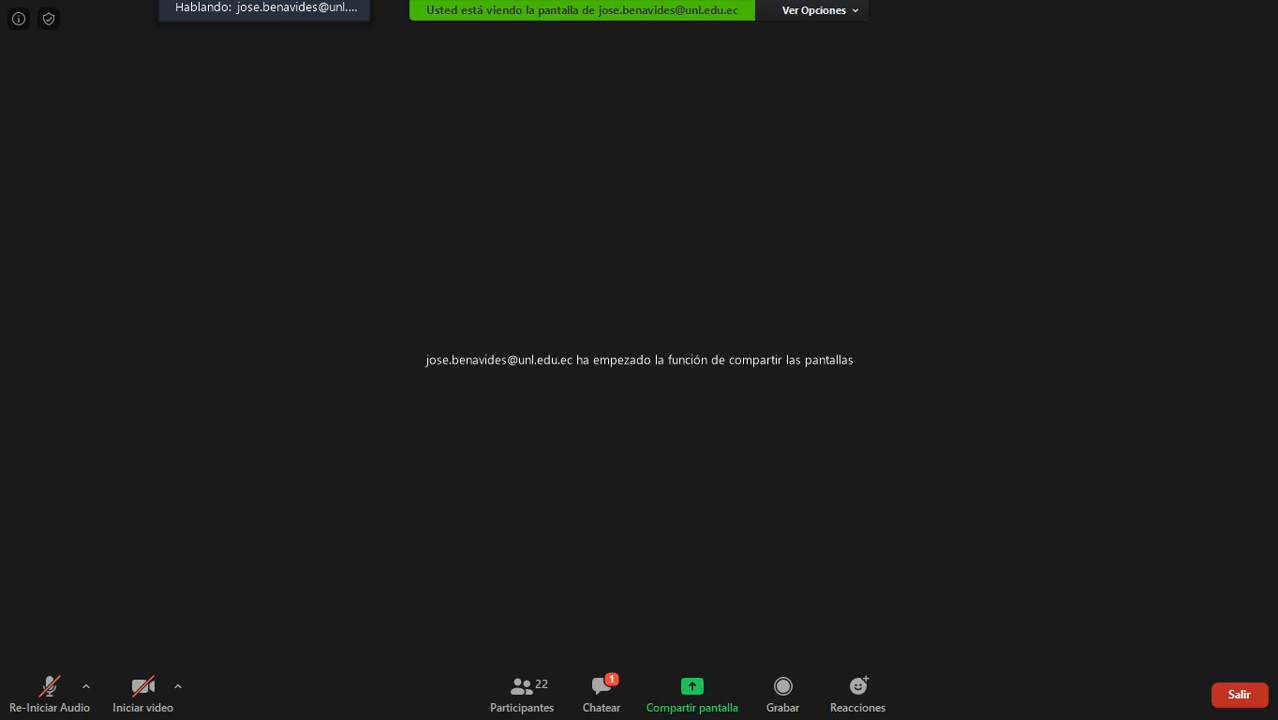 Hablando: jose.benavides@unl....
Usted está viendo la pantalla de jose.benavides@unl.edu.ec
Ver Opciones
jose.benavides@unl.edu.ec ha empezado la función de compartir las pantallas
Re-Iniciar Audio
Iniciar video
22
Participantes
1
Chatear
Compartir pantalla
Grabar
Reacciones
Salir